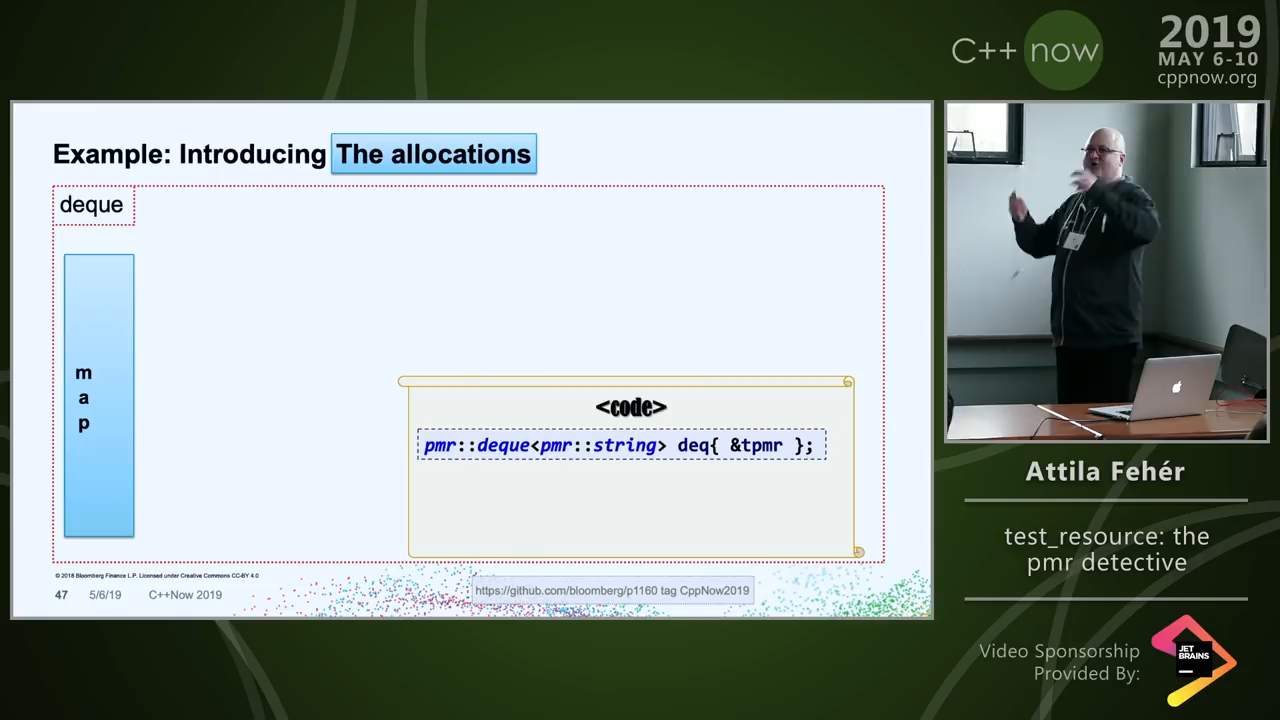 C++ now
2019
MAY 6-10
cppnow.org
Example: Introducing The allocations
deque
m
a
p
<code>
pmr::deque<pmr::string> deq{ &tpmr };
© 2018 Bloomberg Finance L.P. Licensed under Creative Commons CC-BY 4.0
47 5/6/19 C++Now 2019
https://github.com/bloomberg/p1160 tag CppNow2019
Attila Fehér
test_resource: the
pmr detective
Video Sponsorship
Provided By:
JET
BRAINS